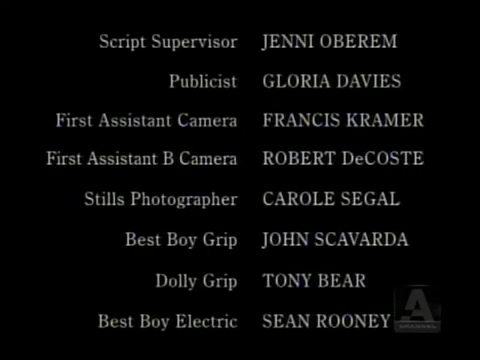 Script Supervisor JENNI OBEREM
Publicist GLORIA DAVIES
First Assistant Camera FRANCIS KRAMER
First Assistant B Camera ROBERT DeCOSTE
Stills Photographer CAROLE SEGAL
Best Boy Grip JOHN SCAVARDA
Dolly Grip TONY BEAR
Best Boy Electric SEAN ROONEY
A
CHANNEL